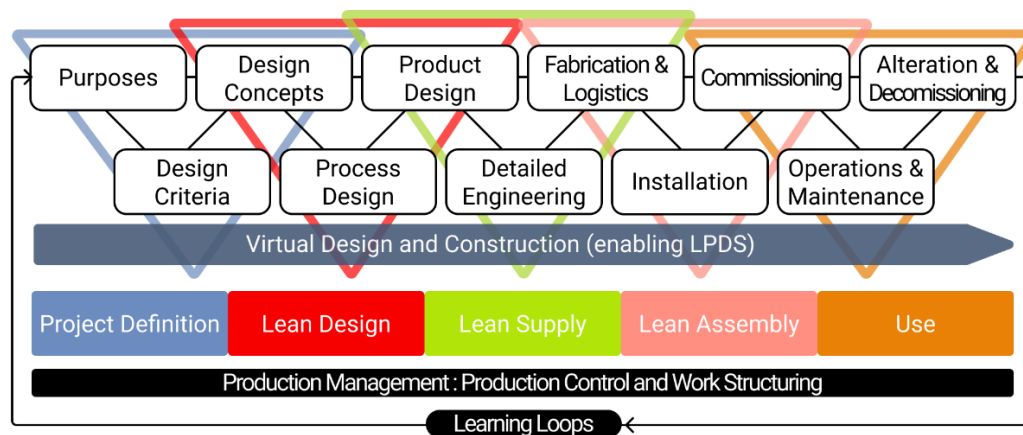 Purposes
Design
Concepts
Product
Design
Fabrication &
Logistics
Commissioning
Alteration &
Decomissioning
Design
Criteria
Process
Design
Detailed
Engineering
Installation
Operations &
Maintenance
Virtual Design and Construction (enabling LPDS)
Project Definition
Lean Design
Lean Supply
Lean Assembly
Use
Production Management : Production Control and Work Structuring
Learning Loops